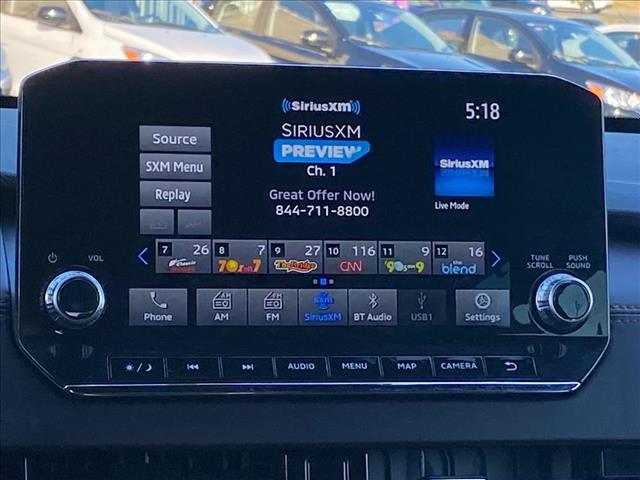 ((SiriusXM))
5:18
Source
SIRIUSXM
PREVIEW
SiriusXM
SXM Menu
Ch. 1
Replay
Great Offer Now!
844-711-8800
Live Mode
7 26 8 7 9 27 10 116 11 9 12 16
70s on 7 The Bridge CNN '90s on 9 the blend
VOL
TUNE SCROLL
PUSH SOUND
SXM
Phone AM FM SiriusXM BT Audio USB1 Settings
AUDIO MENU MAP CAMERA